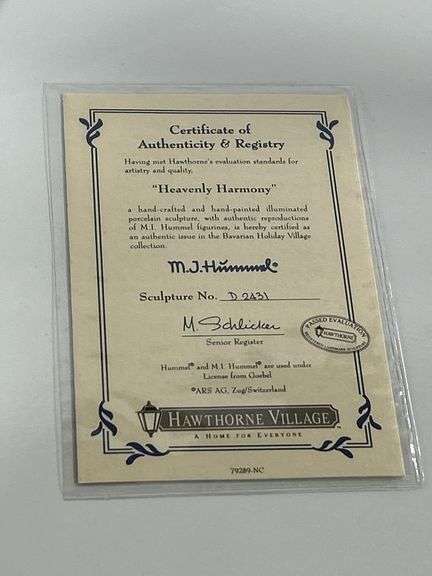 Certificate of
Authenticity & Registry
Having met Hawthorne's evaluation standards for
artistry and quality,
"Heavenly Harmony"
a hand-crafted and hand-painted illuminated
porcelain sculpture, with authentic reproductions
of M.I. Hummel figurines, is hereby certified as
an authentic issue in the Bavarian Holiday Village
collection.
M.I. Hummel®
Sculpture No. D 2431
M Schlicker
Senior Register
PASSED EVALUATION
HAWTHORNE
Hummel® and M.I. Hummel® are used under
License from Goebel
©ARS AG, Zug/Switzerland
HAWTHORNE VILLAGE™
A HOME FOR EVERYONE
79289-NC